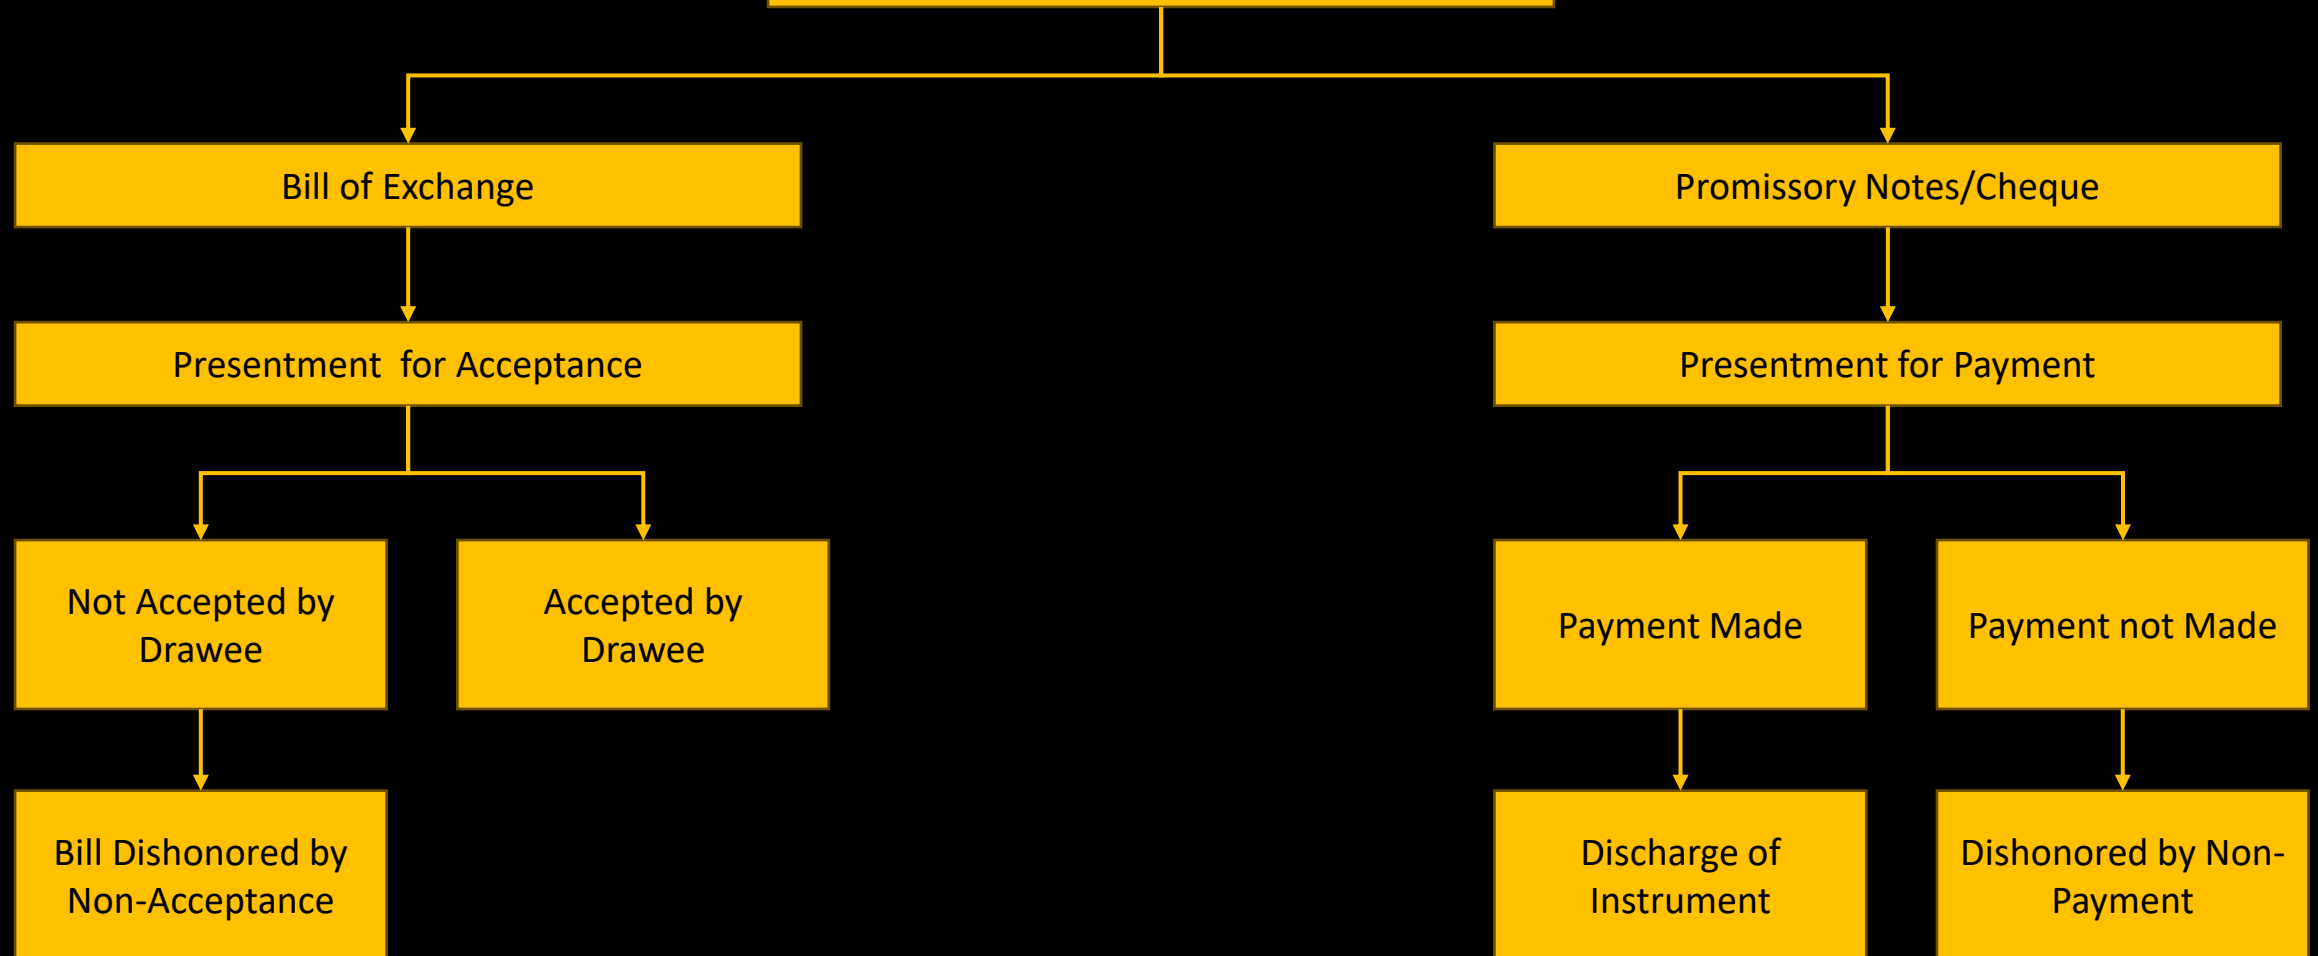 Bill of Exchange
Promissory Notes/Cheque
Presentment  for Acceptance
Presentment for Payment
Not Accepted by
Drawee
Accepted by
Drawee
Payment Made
Payment not Made
Bill Dishonored by
Non-Acceptance
Discharge of
Instrument
Dishonored by Non-
Payment